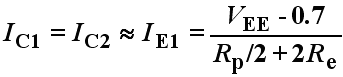 I_C1 = I_C2 ≈ I_E1 = (V_EE - 0.7) / (R_p/2 + 2R_e)